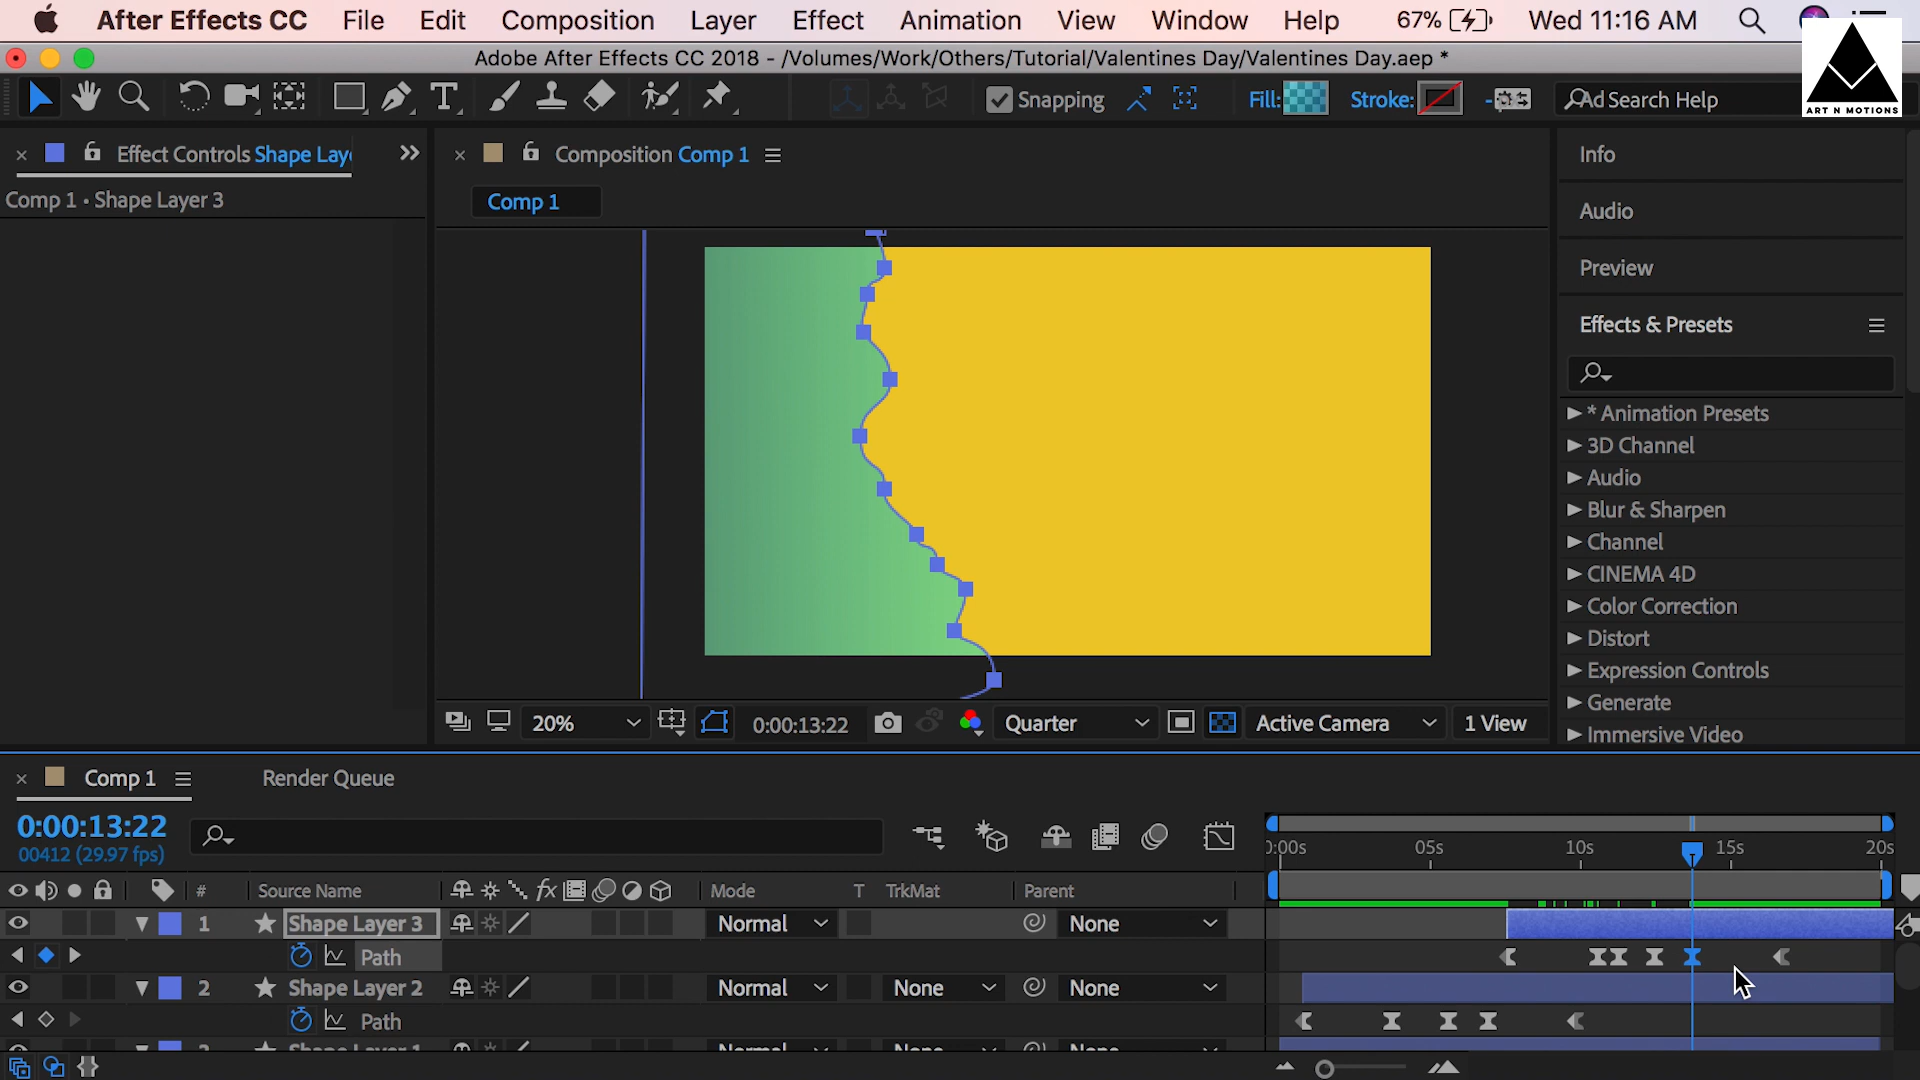 After Effects CC File Edit Composition Layer Effect Animation View Window Help 67% Wed 11:16 AM
Adobe After Effects CC 2018 - /Volumes/Work/Others/Tutorial/Valentines Day/Valentines Day.aep *
Snapping Fill: Stroke: Ad Search Help
ART N MOTIONS
Effect Controls Shape Lay
Composition Comp 1
Info
Comp 1 • Shape Layer 3
Comp 1
Audio
Preview
Effects & Presets
* Animation Presets
3D Channel
Audio
Blur & Sharpen
Channel
CINEMA 4D
Color Correction
Distort
Expression Controls
Generate
Immersive Video
20% 0:00:13:22 Quarter Active Camera 1 View
Comp 1 Render Queue
0:00:13:22
00412 (29.97 fps)
0:00s 05s 10s 15s 20s
# Source Name fx Mode T TrkMat Parent
1 Shape Layer 3 Normal None
Path
2 Shape Layer 2 Normal None None
Path